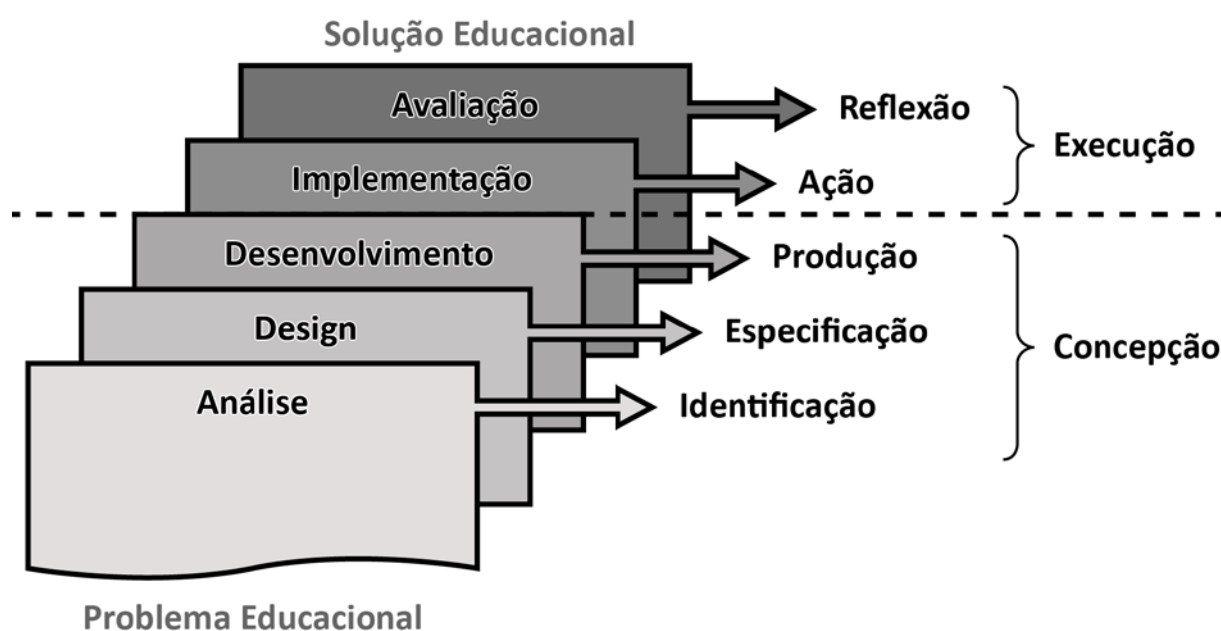 Solução Educacional
Avaliação
Reflexão
Execução
Implementação
Ação
Desenvolvimento
Produção
Design
Especificação
Concepção
Análise
Identificação
Problema Educacional